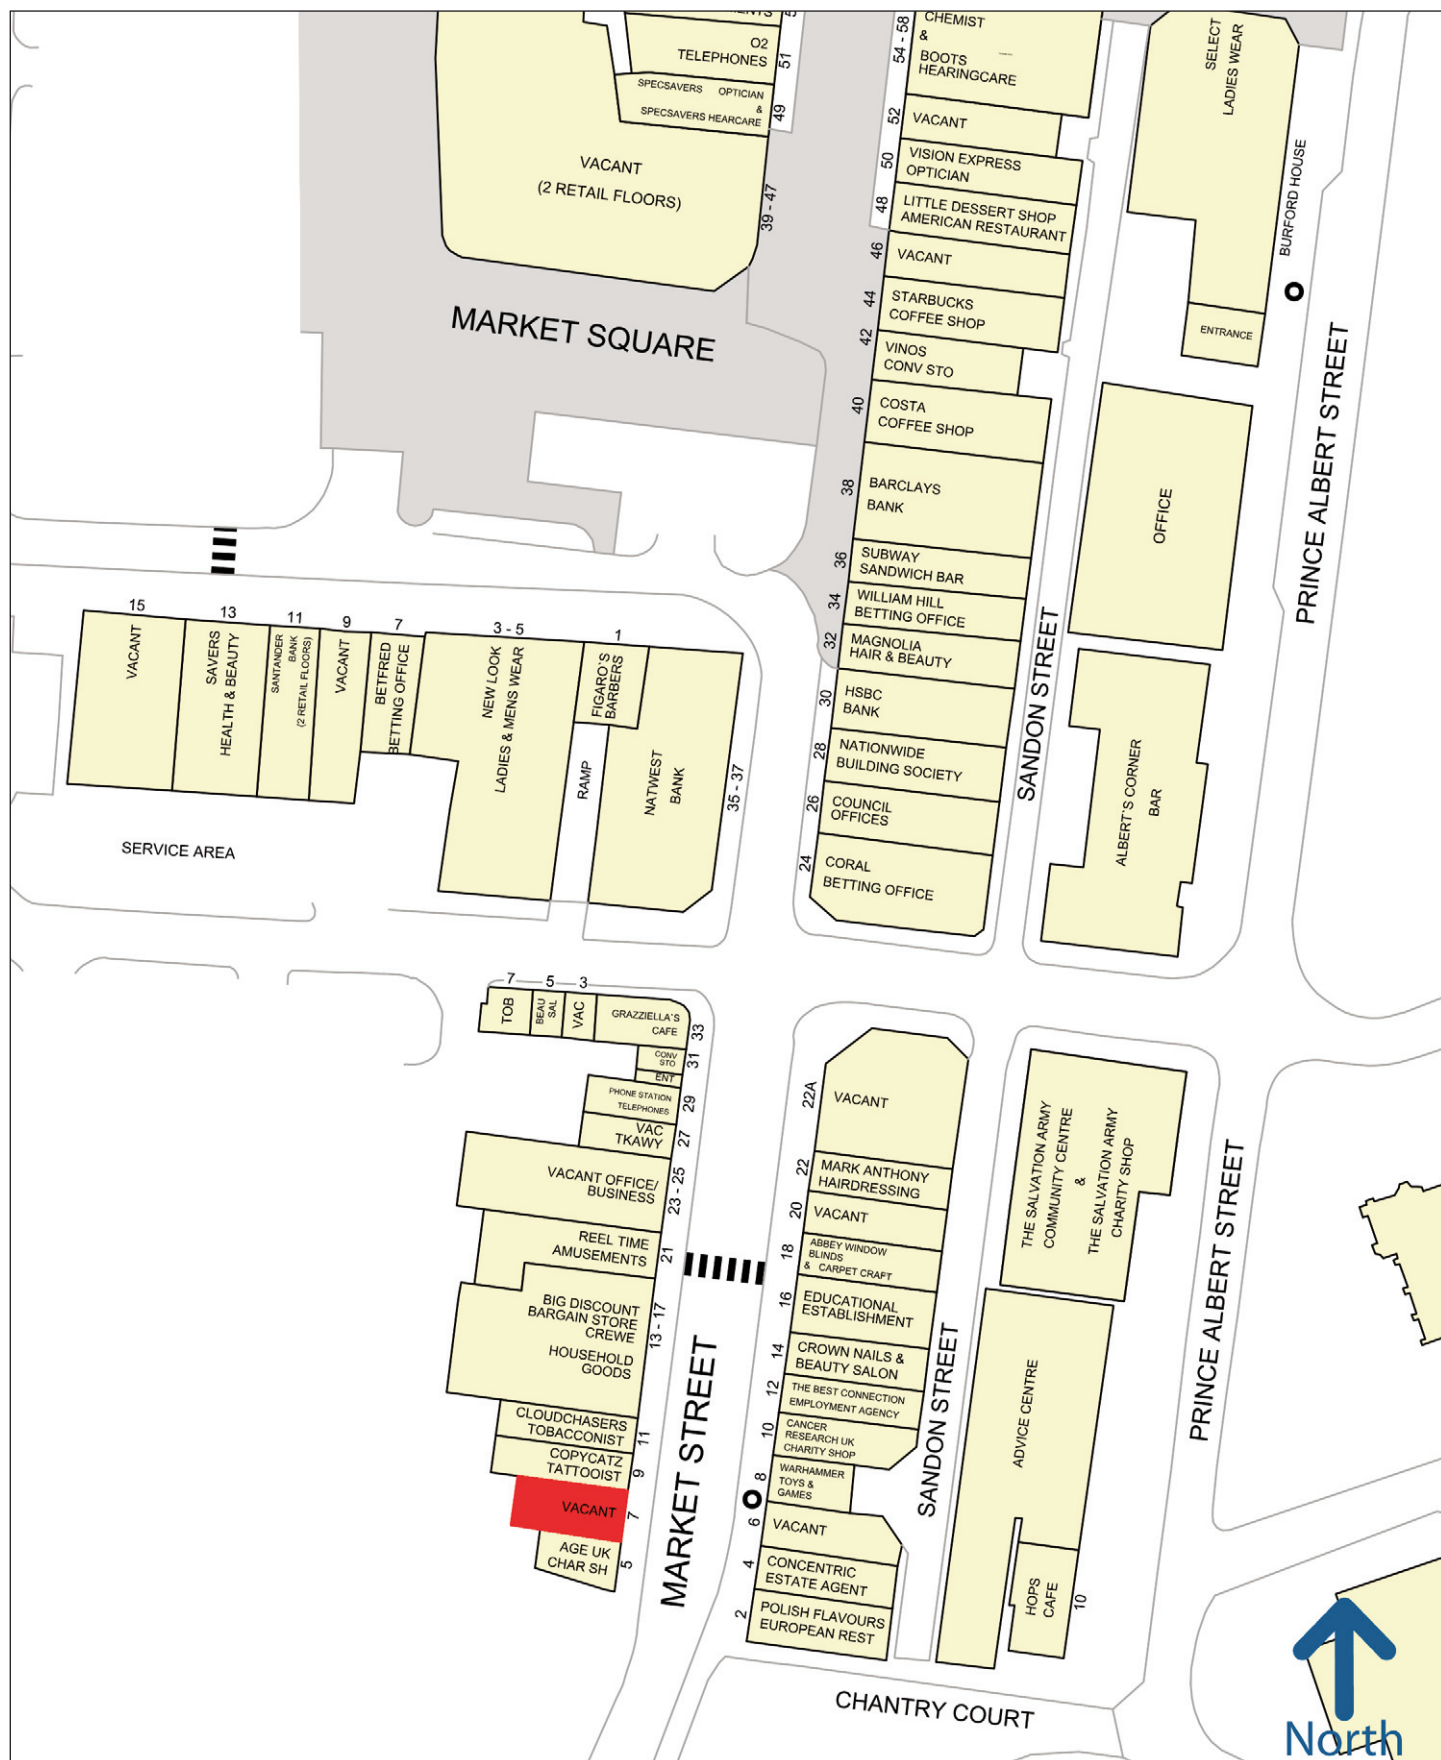 O2
TELEPHONES
51
SPECSAVERS OPTICIAN
&
SPECSAVERS HEARCARE
49
VACANT
(2 RETAIL FLOORS)
39 - 47
MARKET SQUARE
54 - 58
CHEMIST
&
BOOTS
HEARINGCARE
52
VACANT
50
VISION EXPRESS
OPTICIAN
48
LITTLE DESSERT SHOP
AMERICAN RESTAURANT
46
VACANT
44
STARBUCKS
COFFEE SHOP
42
VINOS
CONV STO
40
COSTA
COFFEE SHOP
38
BARCLAYS
BANK
36
SUBWAY
SANDWICH BAR
34
WILLIAM HILL
BETTING OFFICE
32
MAGNOLIA
HAIR & BEAUTY
30
HSBC
BANK
28
NATIONWIDE
BUILDING SOCIETY
26
COUNCIL
OFFICES
24
CORAL
BETTING OFFICE
SELECT
LADIES WEAR
BURFORD HOUSE
ENTRANCE
PRINCE ALBERT STREET
OFFICE
SANDON STREET
ALBERT'S CORNER
BAR
15
VACANT
13
SAVERS
HEALTH & BEAUTY
11
SANTANDER
BANK
(2 RETAIL FLOORS)
9
VACANT
7
BETFRED
BETTING OFFICE
3 - 5
NEW LOOK
LADIES & MENS WEAR
1
FIGARO'S
BARBERS
RAMP
NATWEST
BANK
35 - 37
SERVICE AREA
7
TOB
5
BEAU
SAL
3
VAC
GRAZZIELLA'S
CAFE
33
CONV
STO
31
ENT
PHONE STATION
TELEPHONES
29
VAC
TKAWY
27
VACANT OFFICE/
BUSINESS
23 - 25
REEL TIME
AMUSEMENTS
21
BIG DISCOUNT
BARGAIN STORE
CREWE
HOUSEHOLD
GOODS
13 - 17
CLOUDCHASERS
TOBACCONIST
11
COPYCATZ
TATTOOIST
9
VACANT
7
AGE UK
CHAR SH
5
MARKET STREET
22A
VACANT
22
MARK ANTHONY
HAIRDRESSING
20
VACANT
18
ABBEY WINDOW
BLINDS
& CARPET CRAFT
16
EDUCATIONAL
ESTABLISHMENT
14
CROWN NAILS &
BEAUTY SALON
12
THE BEST CONNECTION
EMPLOYMENT AGENCY
10
CANCER
RESEARCH UK
CHARITY SHOP
8
WARHAMMER
TOYS &
GAMES
6
VACANT
4
CONCENTRIC
ESTATE AGENT
2
POLISH FLAVOURS
EUROPEAN REST
SANDON STREET
THE SALVATION ARMY
COMMUNITY CENTRE
&
THE SALVATION ARMY
CHARITY SHOP
ADVICE CENTRE
HOPS
CAFE
10
PRINCE ALBERT STREET
CHANTRY COURT
North